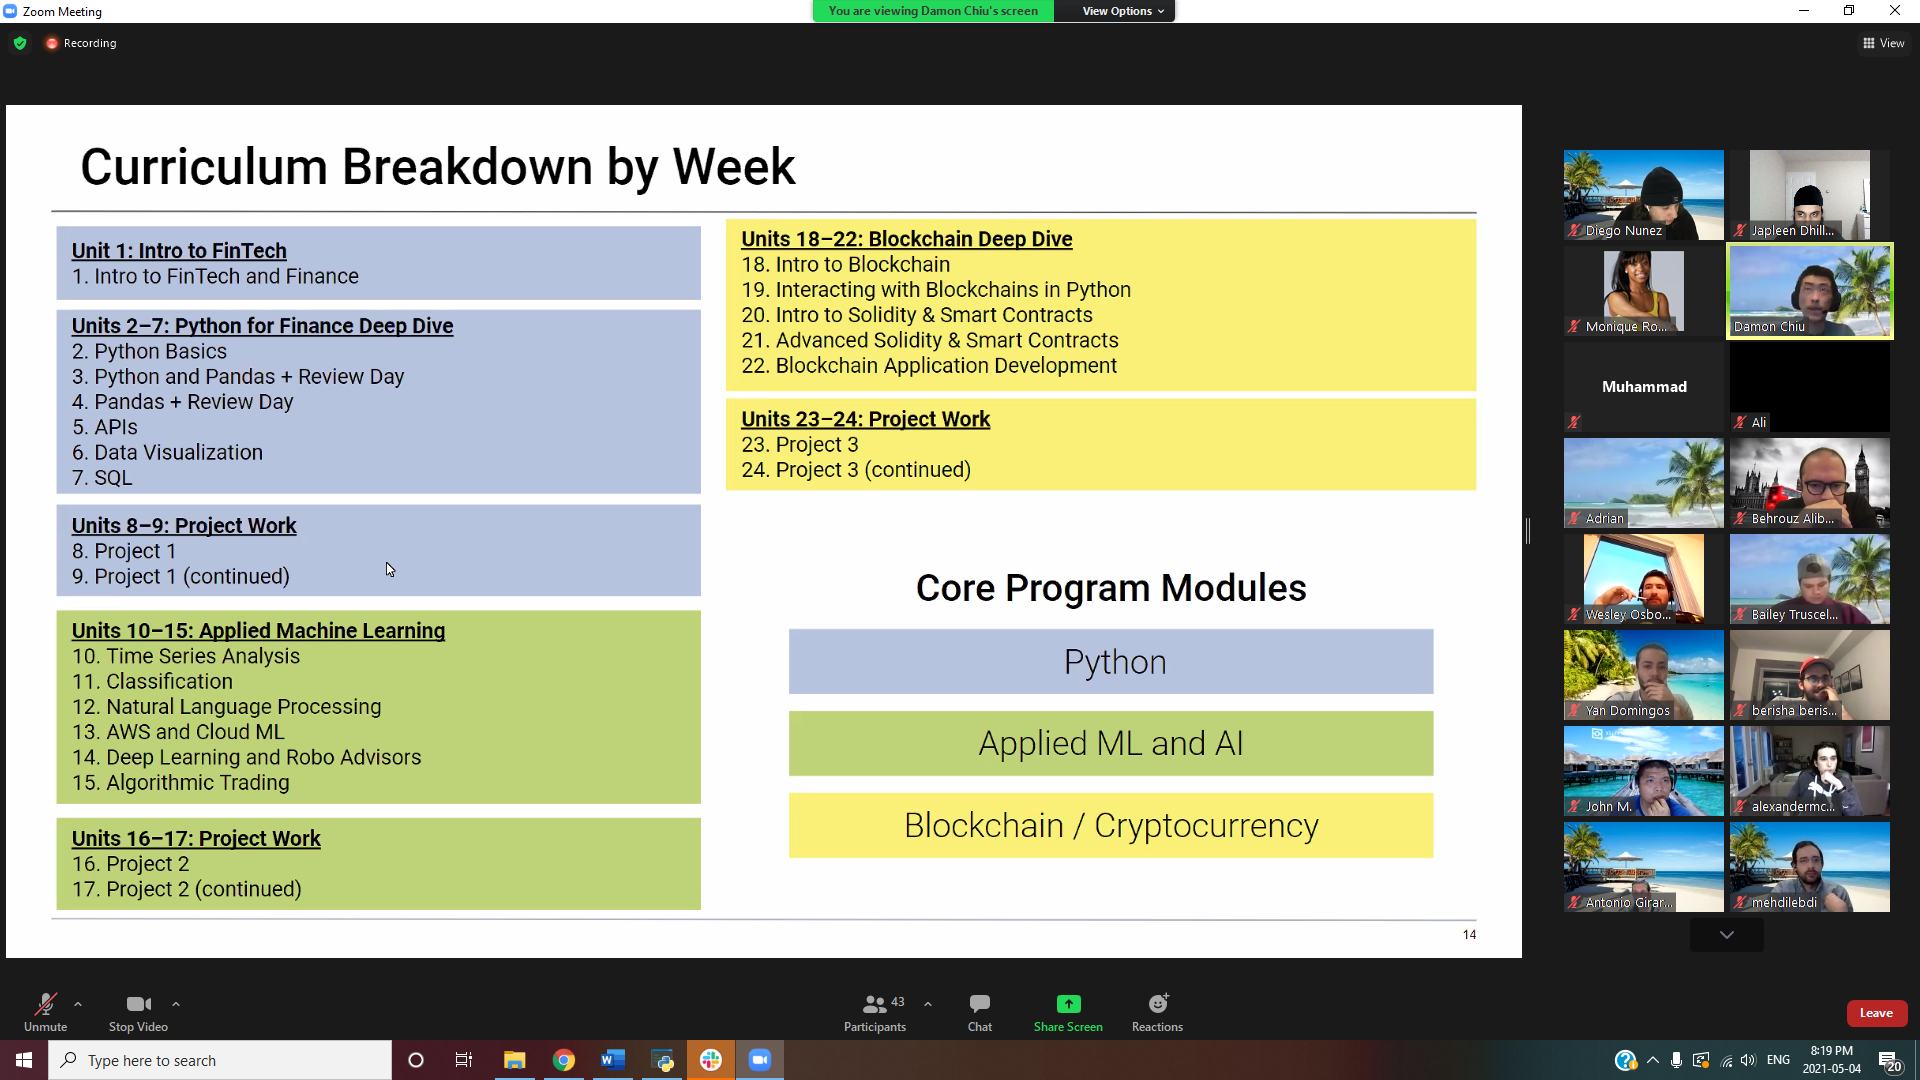 Zoom Meeting
You are viewing Damon Chiu's screen
View Options
Recording
View
Curriculum Breakdown by Week
Unit 1: Intro to FinTech
1. Intro to FinTech and Finance
Units 2–7: Python for Finance Deep Dive
2. Python Basics
3. Python and Pandas + Review Day
4. Pandas + Review Day
5. APIs
6. Data Visualization
7. SQL
Units 8–9: Project Work
8. Project 1
9. Project 1 (continued)
Units 10–15: Applied Machine Learning
10. Time Series Analysis
11. Classification
12. Natural Language Processing
13. AWS and Cloud ML
14. Deep Learning and Robo Advisors
15. Algorithmic Trading
Units 16–17: Project Work
16. Project 2
17. Project 2 (continued)
Units 18–22: Blockchain Deep Dive
18. Intro to Blockchain
19. Interacting with Blockchains in Python
20. Intro to Solidity & Smart Contracts
21. Advanced Solidity & Smart Contracts
22. Blockchain Application Development
Units 23–24: Project Work
23. Project 3
24. Project 3 (continued)
Core Program Modules
Python
Applied ML and AI
Blockchain / Cryptocurrency
14
Diego Nunez
Japleen Dhill...
Monique Ro...
Damon Chiu
Muhammad
Ali
Adrian
Behrouz Alib...
Wesley Osbo...
Bailey Truscel...
Yan Domingos
berisha beris...
John M.
alexandermc...
Antonio Girar...
mehdilebdi
Unmute
Stop Video
43
Participants
Chat
Share Screen
Reactions
Leave
Type here to search
ENG
8:19 PM
2021-05-04
20